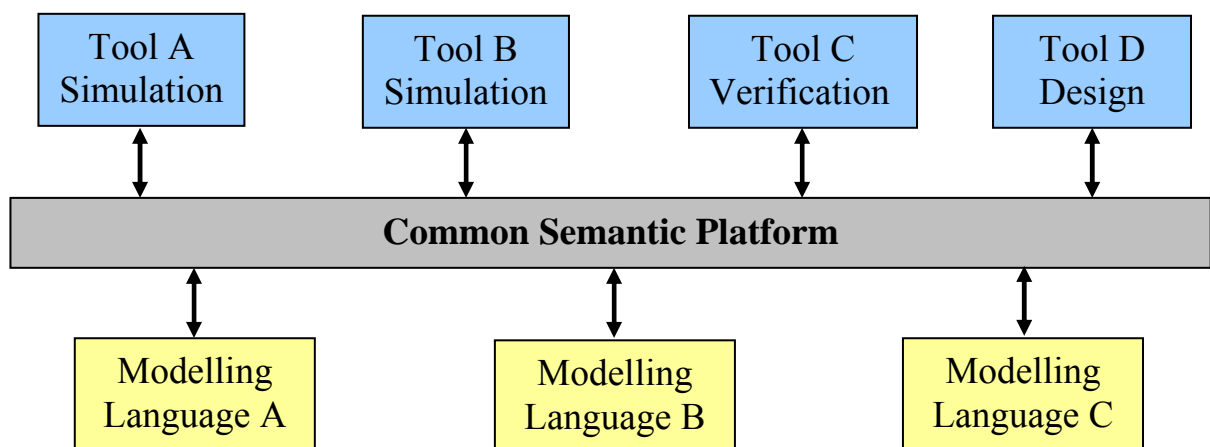 Tool A
Simulation
Tool B
Simulation
Tool C
Verification
Tool D
Design
Common Semantic Platform
Modelling
Language A
Modelling
Language B
Modelling
Language C